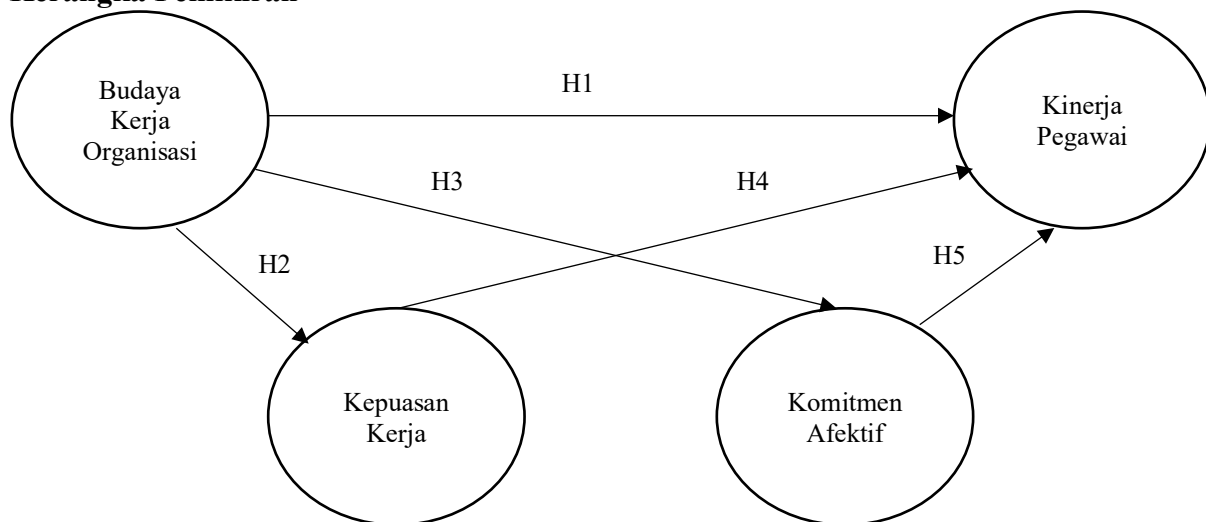 Kerangka Pemikiran
Budaya
Kerja
Organisasi
H1
Kinerja
Pegawai
H3
H4
H2
H5
Kepuasan
Kerja
Komitmen
Afektif